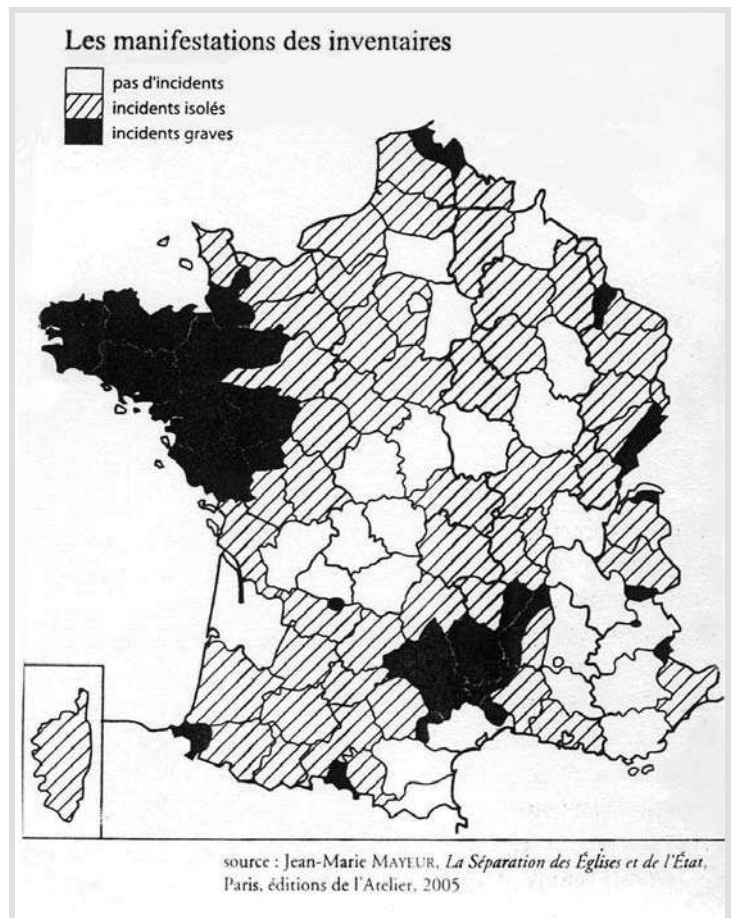 Les manifestations des inventaires
pas d'incidents
incidents isolés
incidents graves
source : Jean-Marie MAYEUR, La Séparation des Églises et de l'État,
Paris, éditions de l'Atelier, 2005